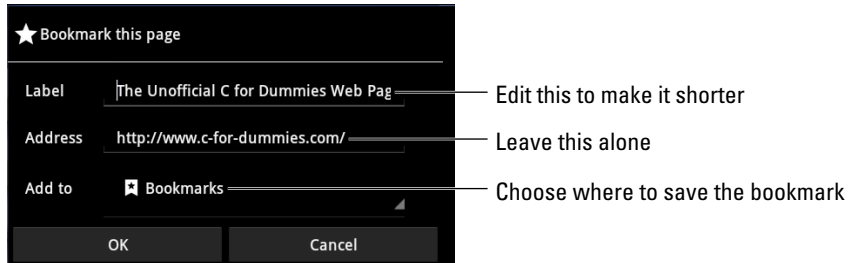 Bookmark this page
Label The Unofficial C for Dummies Web Pag Edit this to make it shorter
Address http://www.c-for-dummies.com/ Leave this alone
Add to Bookmarks Choose where to save the bookmark
OK Cancel